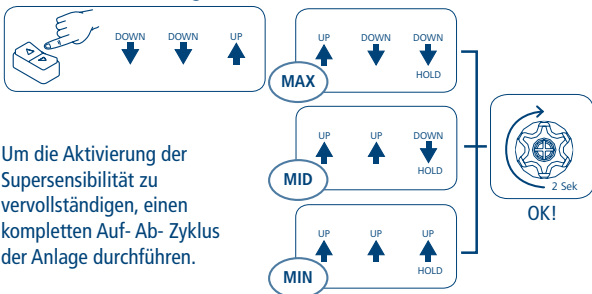 DOWN DOWN UP
UP DOWN DOWN
HOLD
MAX
UP UP DOWN
HOLD
MID
UP UP UP
HOLD
MIN
2 Sek
OK!
Um die Aktivierung der
Supersensibilität zu
vervollständigen, einen
kompletten Auf- Ab- Zyklus
der Anlage durchführen.